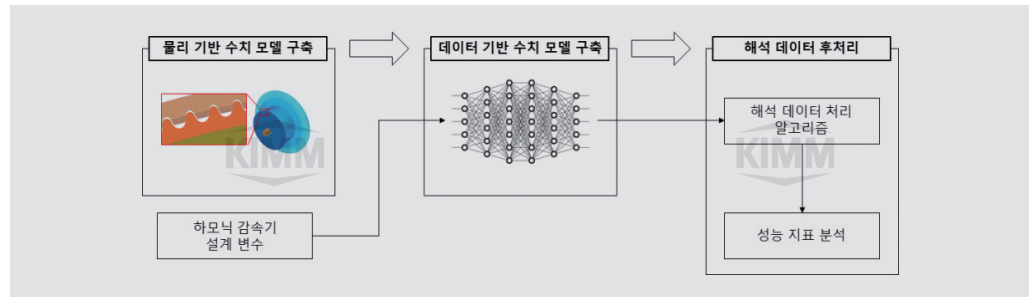 물리 기반 수치 모델 구축
데이터 기반 수치 모델 구축
해석 데이터 후처리
KIMM
하모닉 감속기
설계 변수
해석 데이터 처리
알고리즘
KIMM
성능 지표 분석